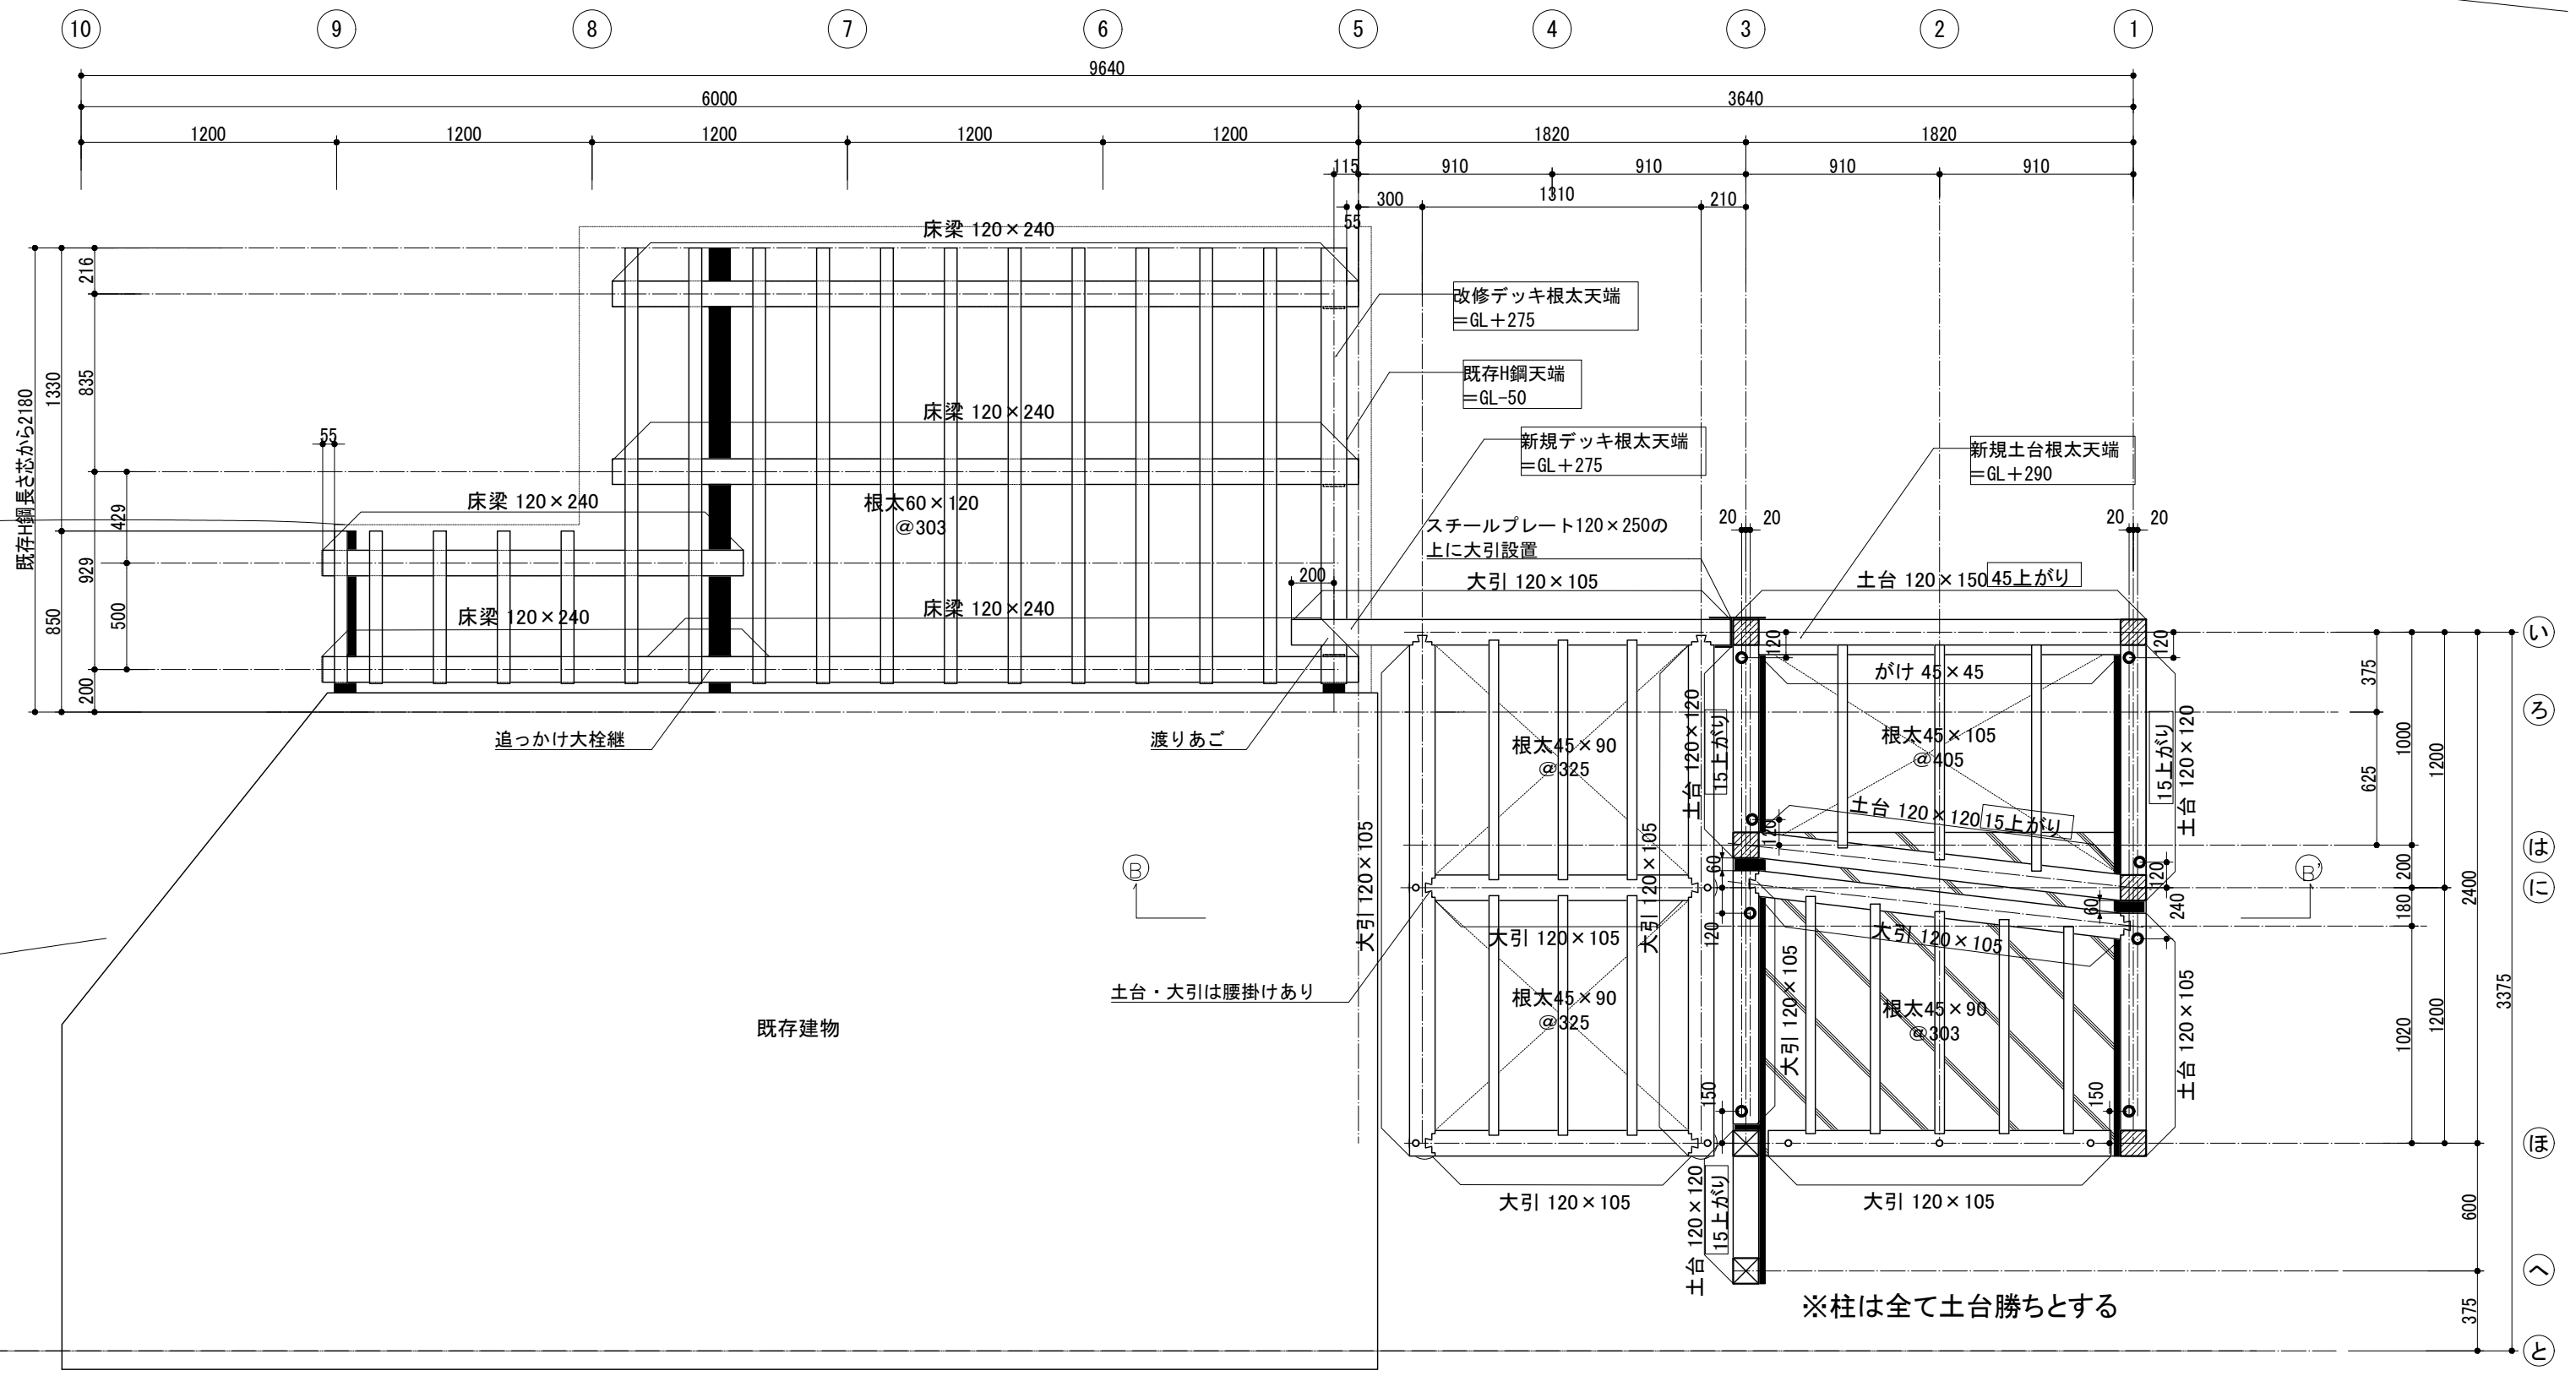 10 9 8 7 6 5 4 3 2 1
9640
6000 3640
1200 1200 1200 1200 1200 1820 1820
115 910 910 910 910
300 1310 210
55
床梁 120×240
216
835
1330
既存H鋼長さ芯から2180
改修デッキ根太天端
=GL+275
既存H鋼天端
=GL-50
床梁 120×240
新規デッキ根太天端
=GL+275
新規土台根太天端
=GL+290
55
床梁 120×240
根太60×120
@303
429
929
500
850
200
スチールプレート120×250の
上に大引設置
20 20
20 20
200
大引 120×105
土台 120×150 45上がり
床梁 120×240
床梁 120×240
い
120
120
がけ 45×45
375
ろ
追っかけ大栓継
渡りあご
土台 120×120
15上がり
根太45×90
@325
根太45×105
@405
15上がり
土台 120×120
1000
1200
625
土台 120×120 15上がり
120
大引 120×105
大引 120×105
60
は
B
B'
120
200
に
240
60
180
2400
大引 120×105
120
大引 120×105
土台・大引は腰掛けあり
根太45×90
@325
大引 120×105
根太45×90
@303
土台 120×105
1020
1200
3375
既存建物
150
150
ほ
大引 120×105
土台 120×120
15上がり
大引 120×105
600
へ
※柱は全て土台勝ちとする
375
と